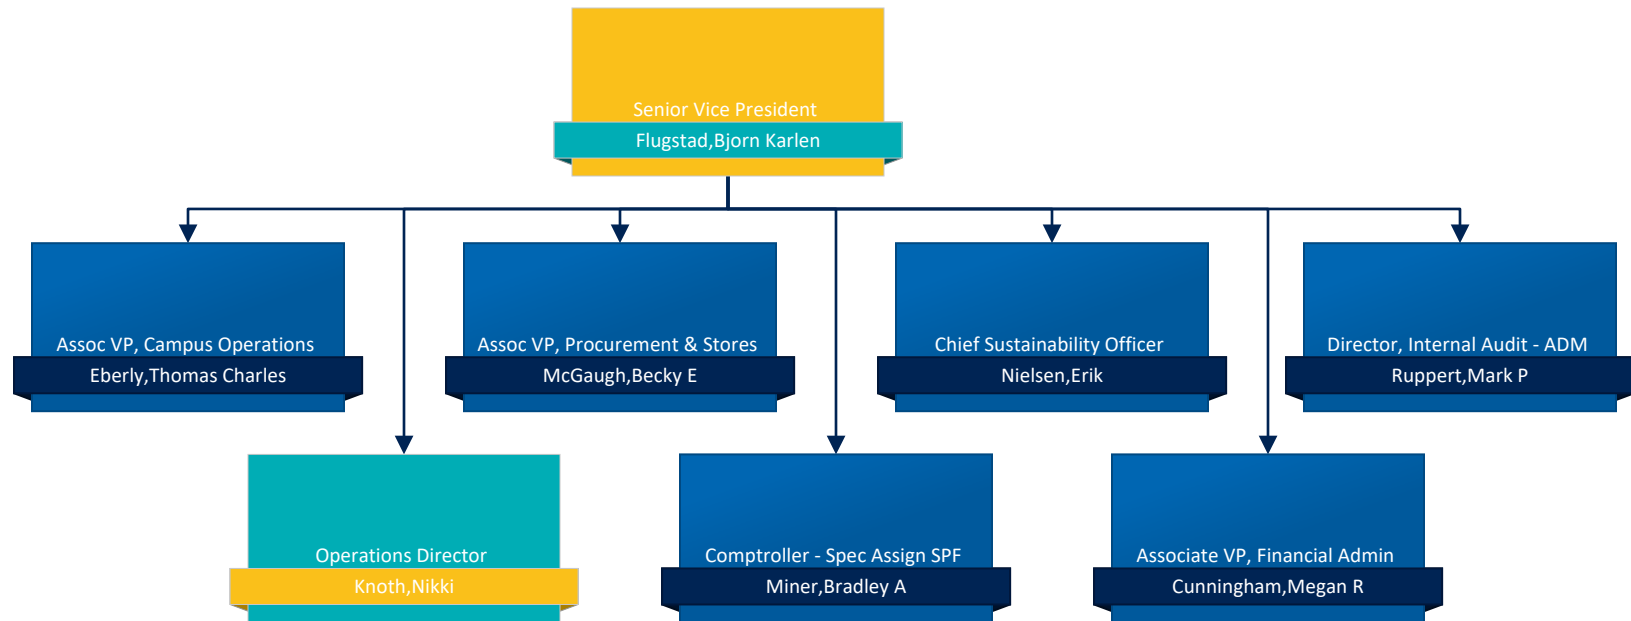 Senior Vice President
Flugstad,Bjorn Karlen
Assoc VP, Campus Operations
Eberly,Thomas Charles
Assoc VP, Procurement & Stores
McGaugh,Becky E
Chief Sustainability Officer
Nielsen,Erik
Director, Internal Audit - ADM
Ruppert,Mark P
Operations Director
Knoth,Nikki
Comptroller - Spec Assign SPF
Miner,Bradley A
Associate VP, Financial Admin
Cunningham,Megan R